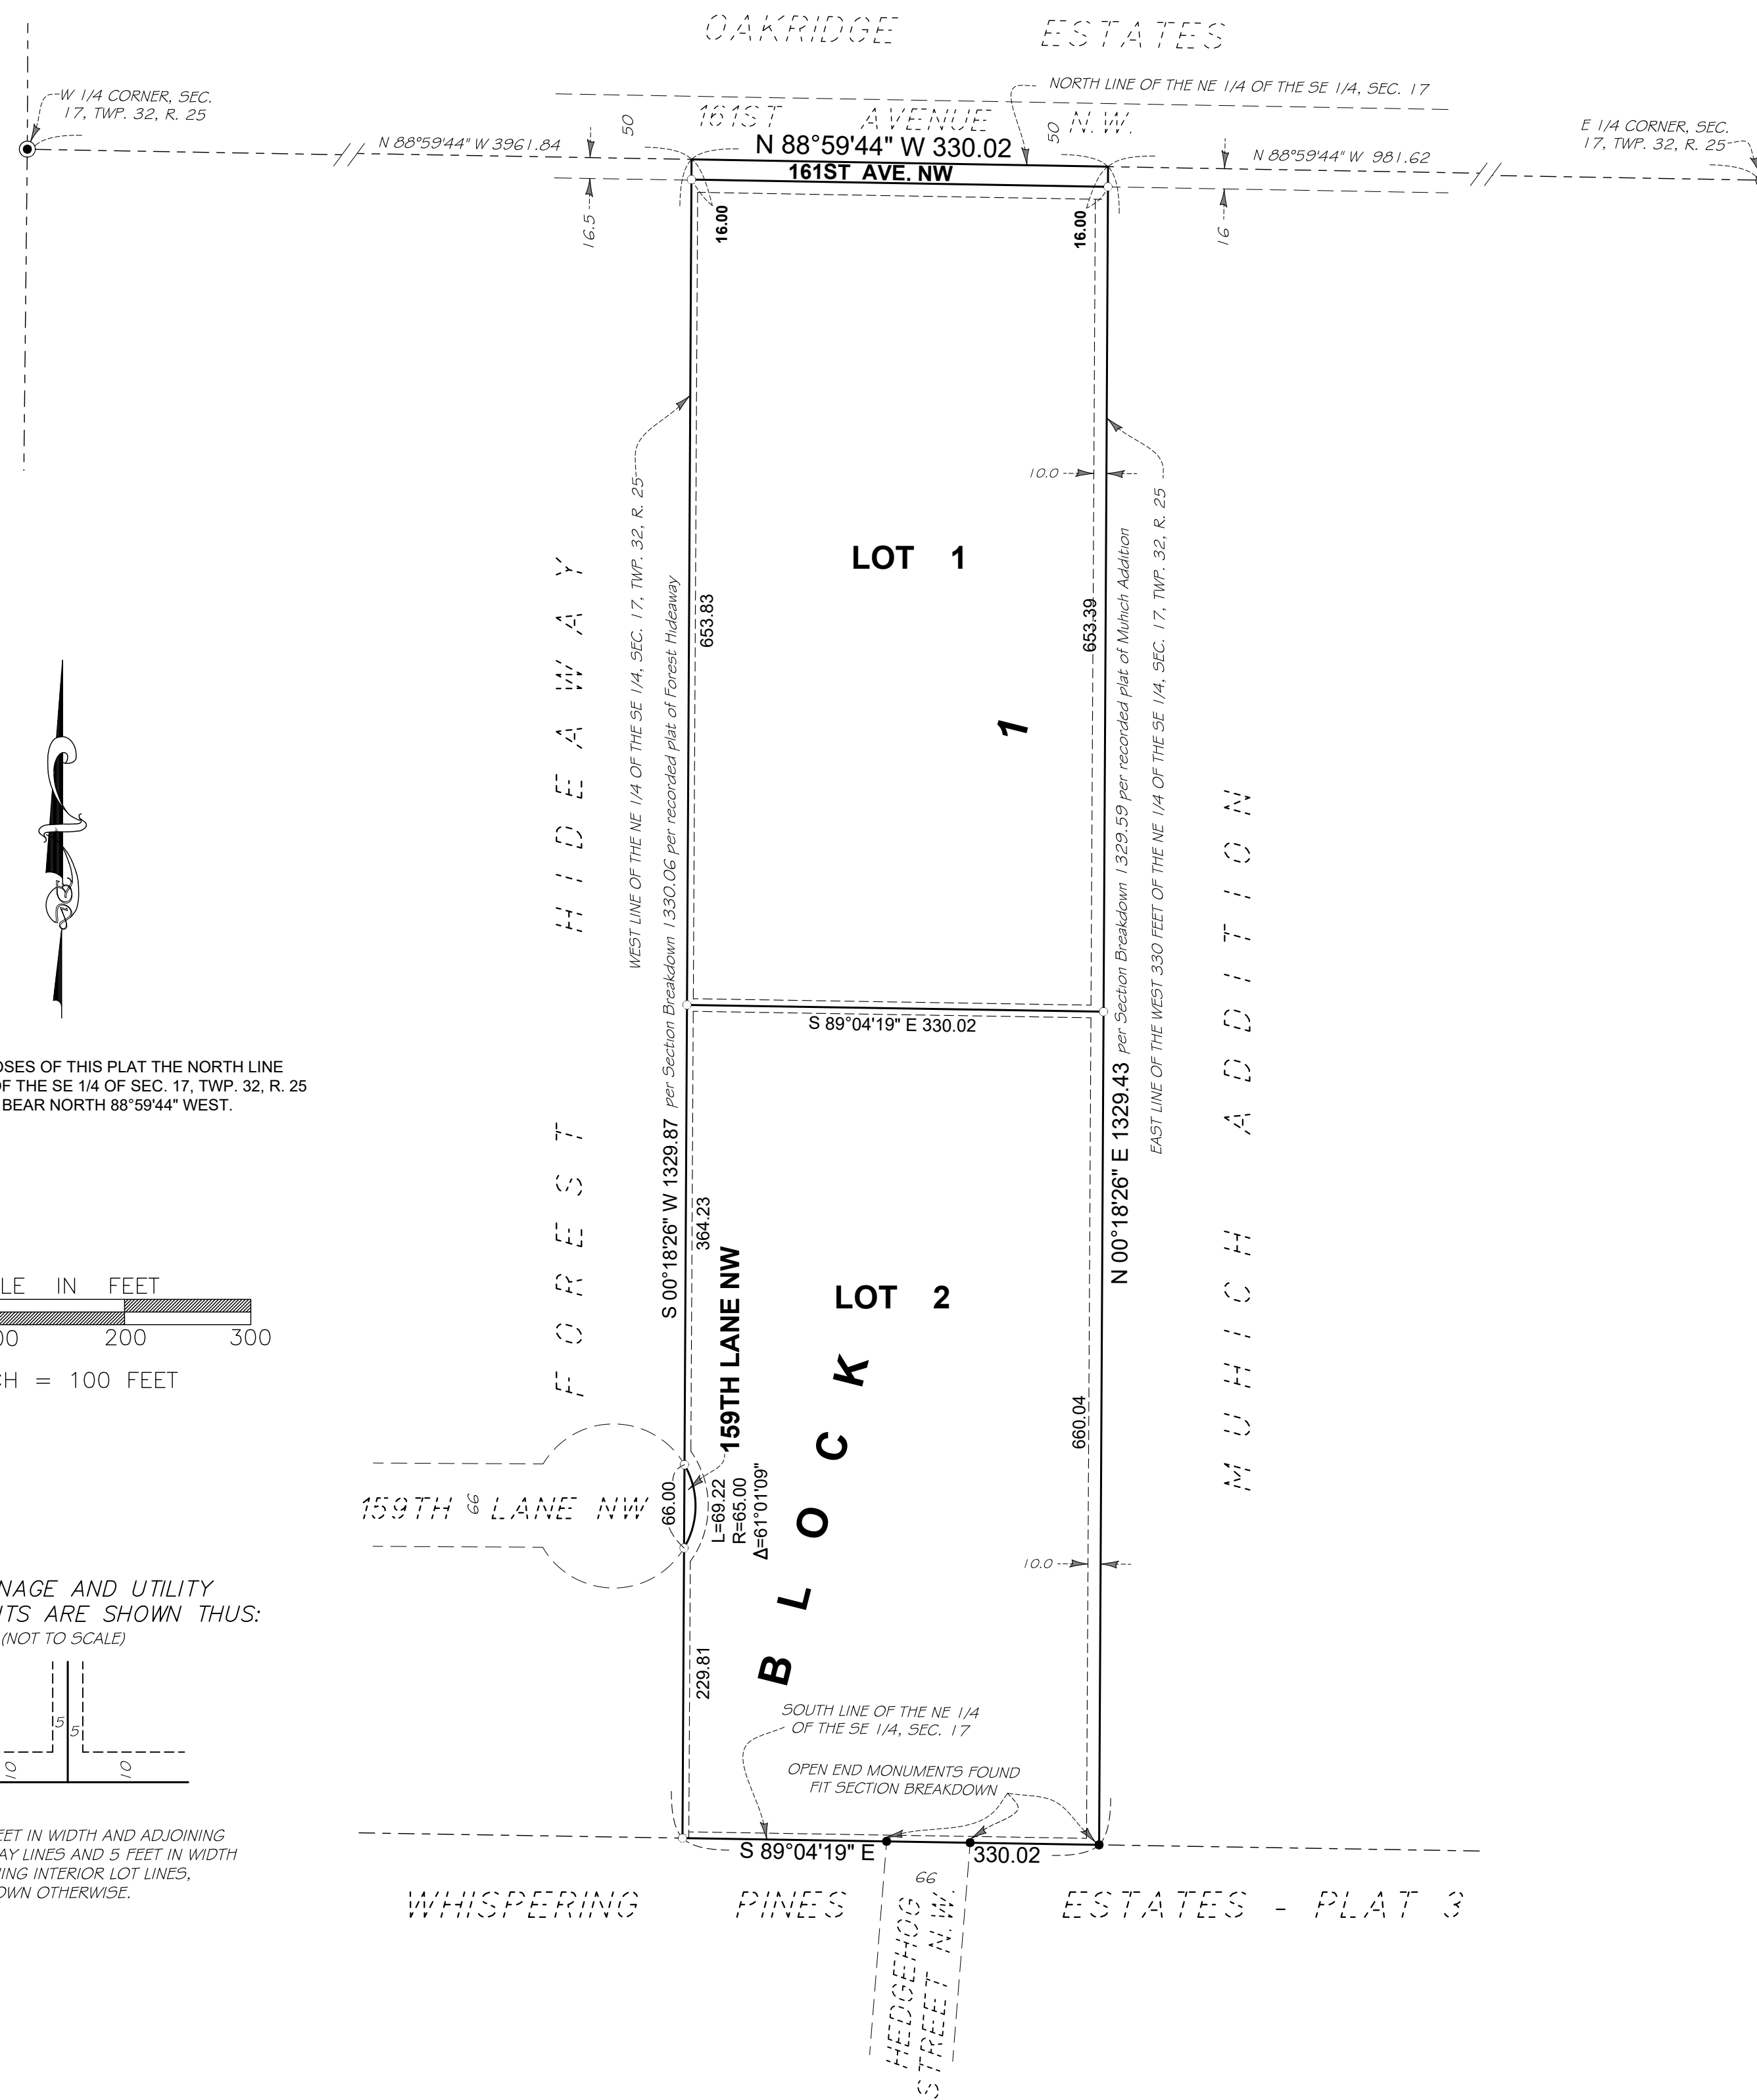 OAKRIDGE ESTATES
W 1/4 CORNER, SEC.
17, TWP. 32, R. 25
NORTH LINE OF THE NE 1/4 OF THE SE 1/4, SEC. 17
E 1/4 CORNER, SEC.
17, TWP. 32, R. 25
50
161ST AVENUE N.W.
50
N 88°59'44" W 3961.84
N 88°59'44" W 330.02
N 88°59'44" W 981.62
161ST AVE. NW
16.5
16.00
16.00
16
10.0
LOT 1
653.83
653.39
1
WEST LINE OF THE NE 1/4 OF THE SE 1/4, SEC. 17, TWP. 32, R. 25
S 00°18'26" W 1329.87 per Section Breakdown 1330.06 per recorded plat of Forest Hideaway
N 00°18'26" E 1329.43 per Section Breakdown 1329.59 per recorded plat of Muhich Addition
EAST LINE OF THE WEST 330 FEET OF THE NE 1/4 OF THE SE 1/4, SEC. 17, TWP. 32, R. 25
FOREST HIDEAWAY
MUHICH ADDITION
S 89°04'19" E 330.02
OSES OF THIS PLAT THE NORTH LINE
OF THE SE 1/4 OF SEC. 17, TWP. 32, R. 25
BEAR NORTH 88°59'44" WEST.
364.23
159TH LANE NW
LOT 2
LE IN FEET
00 200 300
CH = 100 FEET
BLOCK
660.04
159TH LANE NW
66
66.00
L=69.22
R=65.00
Δ=61°01'09"
10.0
NAGE AND UTILITY
TS ARE SHOWN THUS:
(NOT TO SCALE)
5
5
10
10
229.81
SOUTH LINE OF THE NE 1/4
OF THE SE 1/4, SEC. 17
OPEN END MONUMENTS FOUND
FIT SECTION BREAKDOWN
EET IN WIDTH AND ADJOINING
AY LINES AND 5 FEET IN WIDTH
NING INTERIOR LOT LINES,
OWN OTHERWISE.
S 89°04'19" E 330.02
66
WHISPERING PINES ESTATES - PLAT 3
HEDGEHOG
STREET N.W.